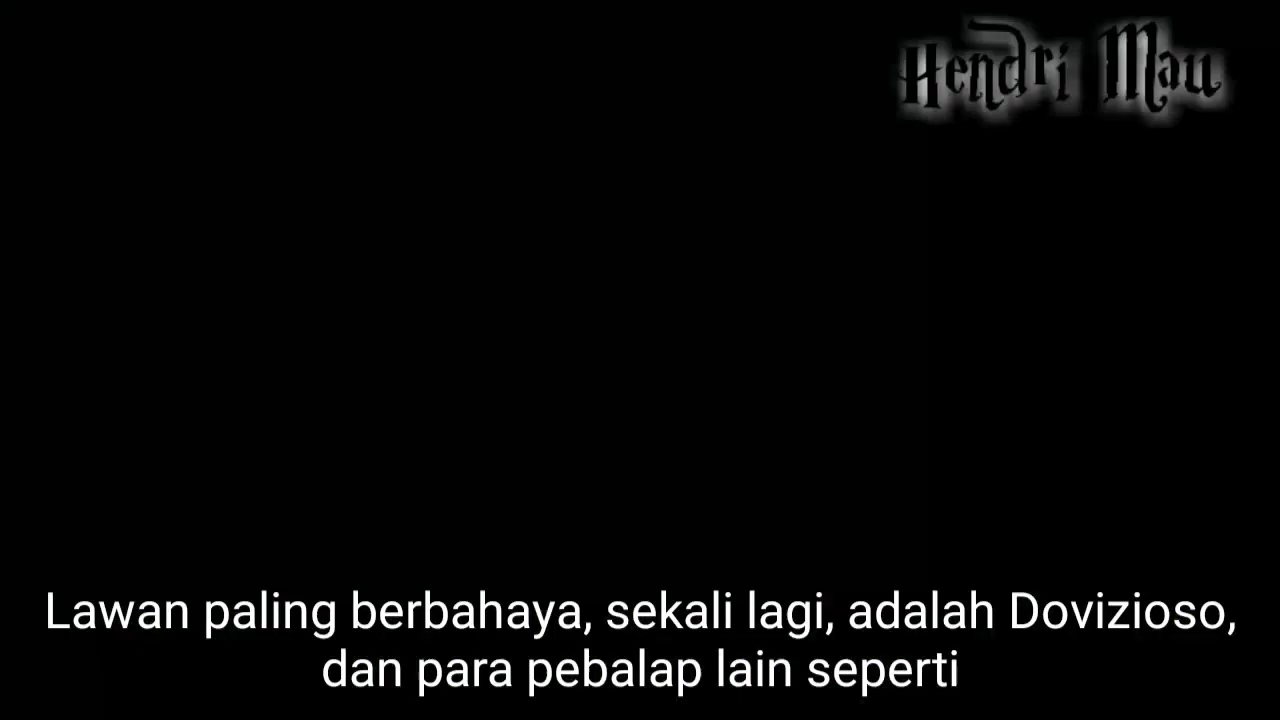 Hendri Mau
Lawan paling berbahaya, sekali lagi, adalah Dovizioso,
dan para pebalap lain seperti